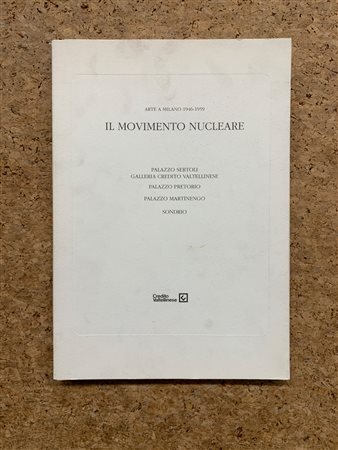 ARTE A MILANO 1946-1959
IL MOVIMENTO NUCLEARE
PALAZZO SERTOLI
GALLERIA CREDITO VALTELLINESE
PALAZZO PRETORIO
PALAZZO MARTINENGO
SONDRIO
Credito
Valtellinese